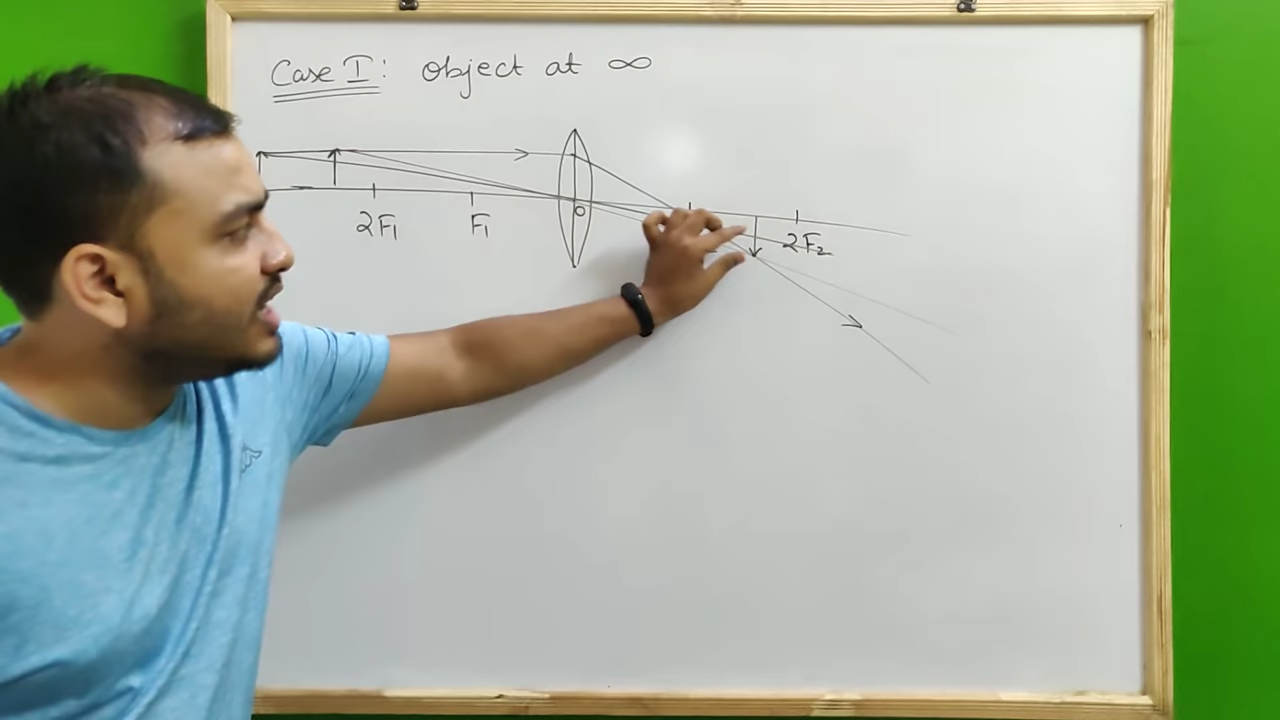 Case I: object at ∞
2F₁ F₁ O 2F₂